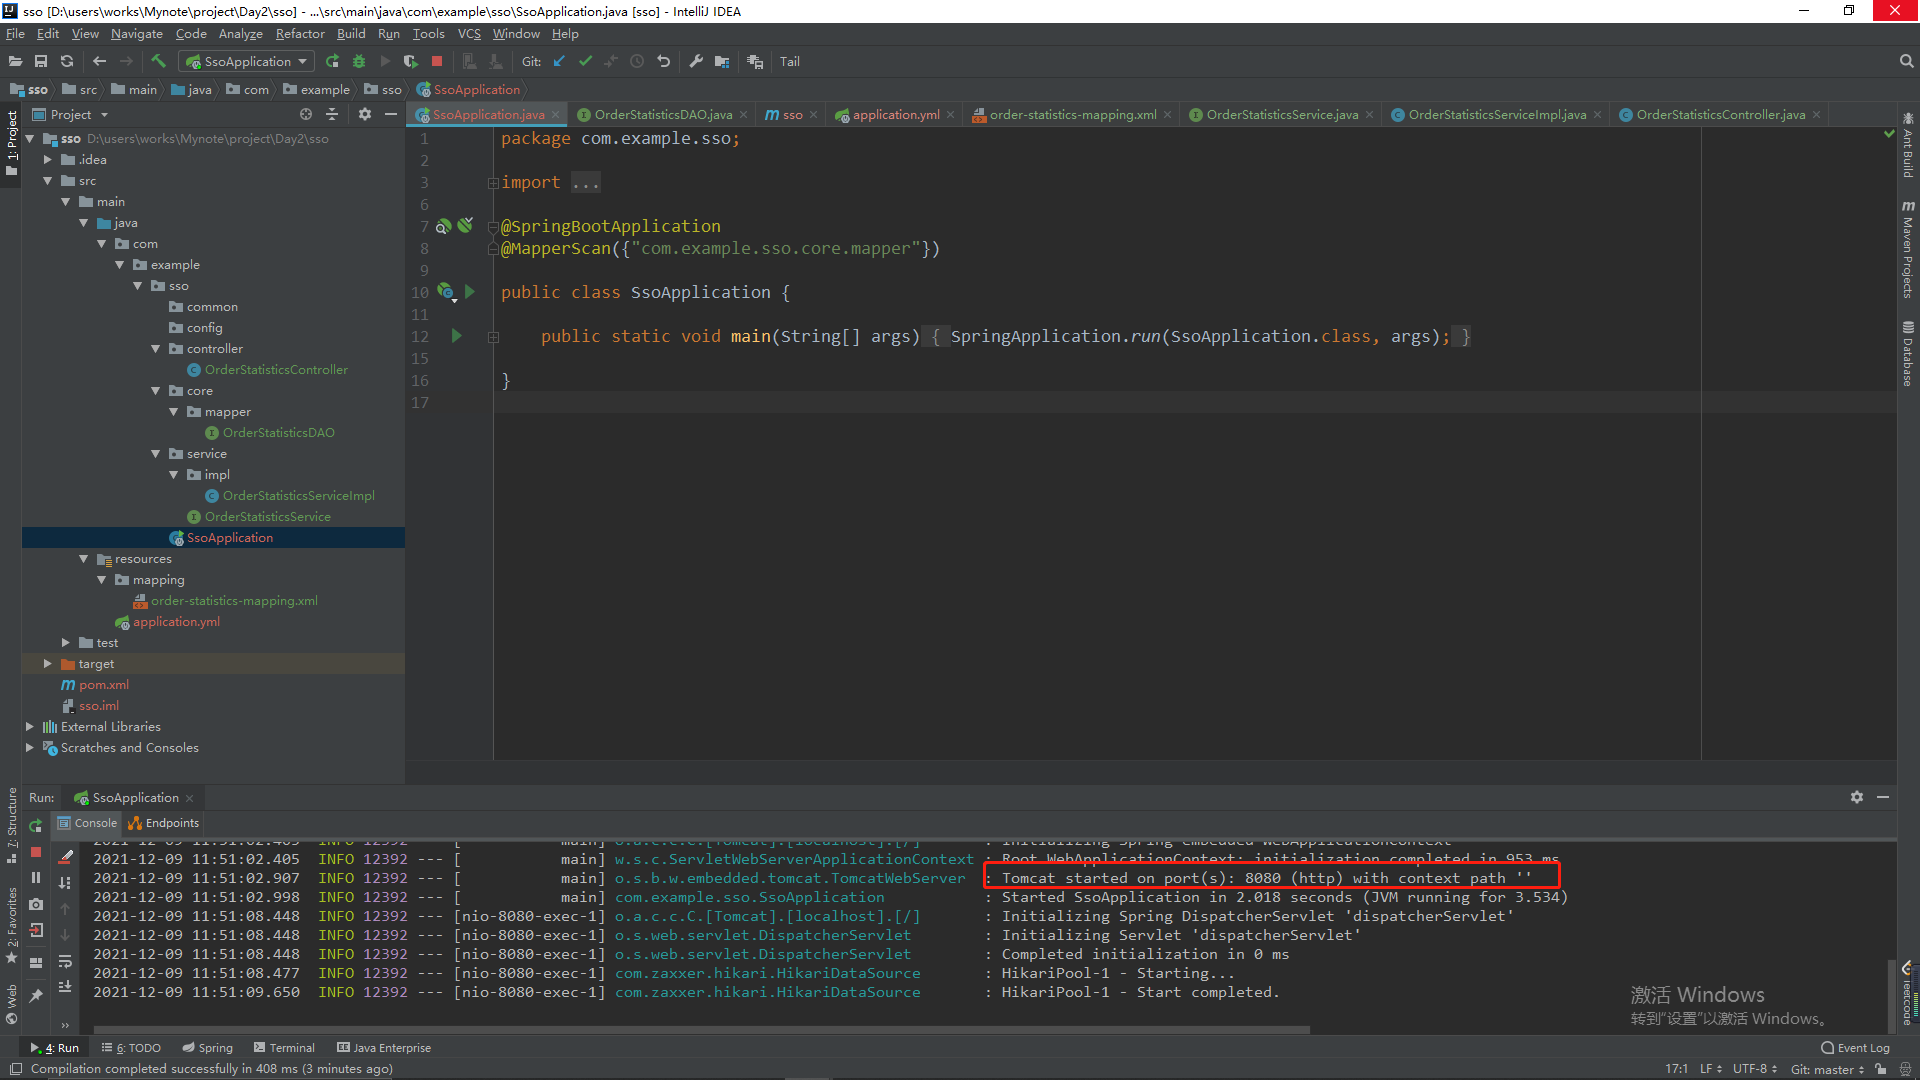 sso [D:\users\works\Mynote\project\Day2\sso] - ...\src\main\java\com\example\sso\SsoApplication.java [sso] - IntelliJ IDEA
File Edit View Navigate Code Analyze Refactor Build Run Tools VCS Window Help
SsoApplication Git: Tail
sso src main java com example sso SsoApplication
Project
SsoApplication.java OrderStatisticsDAO.java sso application.yml order-statistics-mapping.xml OrderStatisticsService.java OrderStatisticsServiceImpl.java OrderStatisticsController.java
1: Project
sso D:\users\works\Mynote\project\Day2\sso
.idea
src
main
java
com
example
sso
common
config
controller
OrderStatisticsController
core
mapper
OrderStatisticsDAO
service
impl
OrderStatisticsServiceImpl
OrderStatisticsService
SsoApplication
resources
mapping
order-statistics-mapping.xml
application.yml
test
target
pom.xml
sso.iml
External Libraries
Scratches and Consoles
1 package com.example.sso;
2
3 import ...
6
7 @SpringBootApplication
8 @MapperScan({"com.example.sso.core.mapper"})
9
10 public class SsoApplication {
11
12 public static void main(String[] args) { SpringApplication.run(SsoApplication.class, args); }
15
16 }
17
Ant Build
Maven Projects
Database
7: Structure
2: Favorites
Web
Run: SsoApplication
Console Endpoints
2021-12-09 11:51:02.405 INFO 12392 --- [ main] w.s.c.ServletWebServerApplicationContext : Root WebApplicationContext: initialization completed in 953 ms
2021-12-09 11:51:02.907 INFO 12392 --- [ main] o.s.b.w.embedded.tomcat.TomcatWebServer : Tomcat started on port(s): 8080 (http) with context path ''
2021-12-09 11:51:02.998 INFO 12392 --- [ main] com.example.sso.SsoApplication : Started SsoApplication in 2.018 seconds (JVM running for 3.534)
2021-12-09 11:51:08.448 INFO 12392 --- [nio-8080-exec-1] o.a.c.c.C.[Tomcat].[localhost].[/] : Initializing Spring DispatcherServlet 'dispatcherServlet'
2021-12-09 11:51:08.448 INFO 12392 --- [nio-8080-exec-1] o.s.web.servlet.DispatcherServlet : Initializing Servlet 'dispatcherServlet'
2021-12-09 11:51:08.448 INFO 12392 --- [nio-8080-exec-1] o.s.web.servlet.DispatcherServlet : Completed initialization in 0 ms
2021-12-09 11:51:08.477 INFO 12392 --- [nio-8080-exec-1] com.zaxxer.hikari.HikariDataSource : HikariPool-1 - Starting...
2021-12-09 11:51:09.650 INFO 12392 --- [nio-8080-exec-1] com.zaxxer.hikari.HikariDataSource : HikariPool-1 - Start completed.
激活 Windows
转到“设置”以激活 Windows。
4: Run 6: TODO Spring Terminal Java Enterprise Event Log
Compilation completed successfully in 408 ms (3 minutes ago) 17:1 LF UTF-8 Git: master